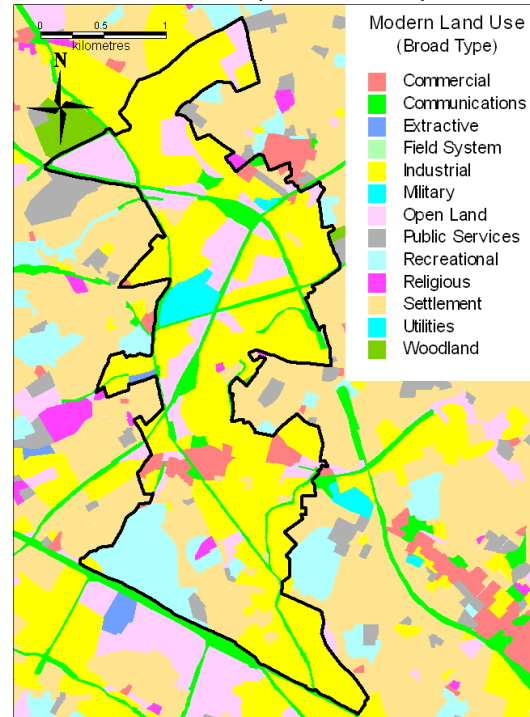 0 0.5 1
kilometres
N
Modern Land Use
(Broad Type)
Commercial
Communications
Extractive
Field System
Industrial
Military
Open Land
Public Services
Recreational
Religious
Settlement
Utilities
Woodland